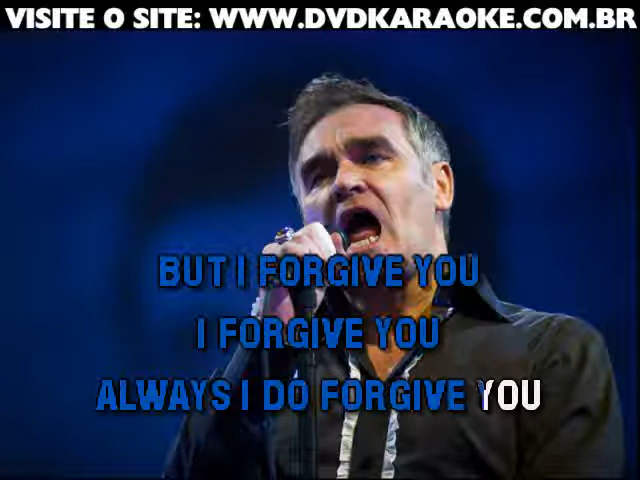 VISITE O SITE: WWW.DVDKARAOKE.COM.BR
BUT I FORGIVE YOU
I FORGIVE YOU
ALWAYS I DO FORGIVE YOU